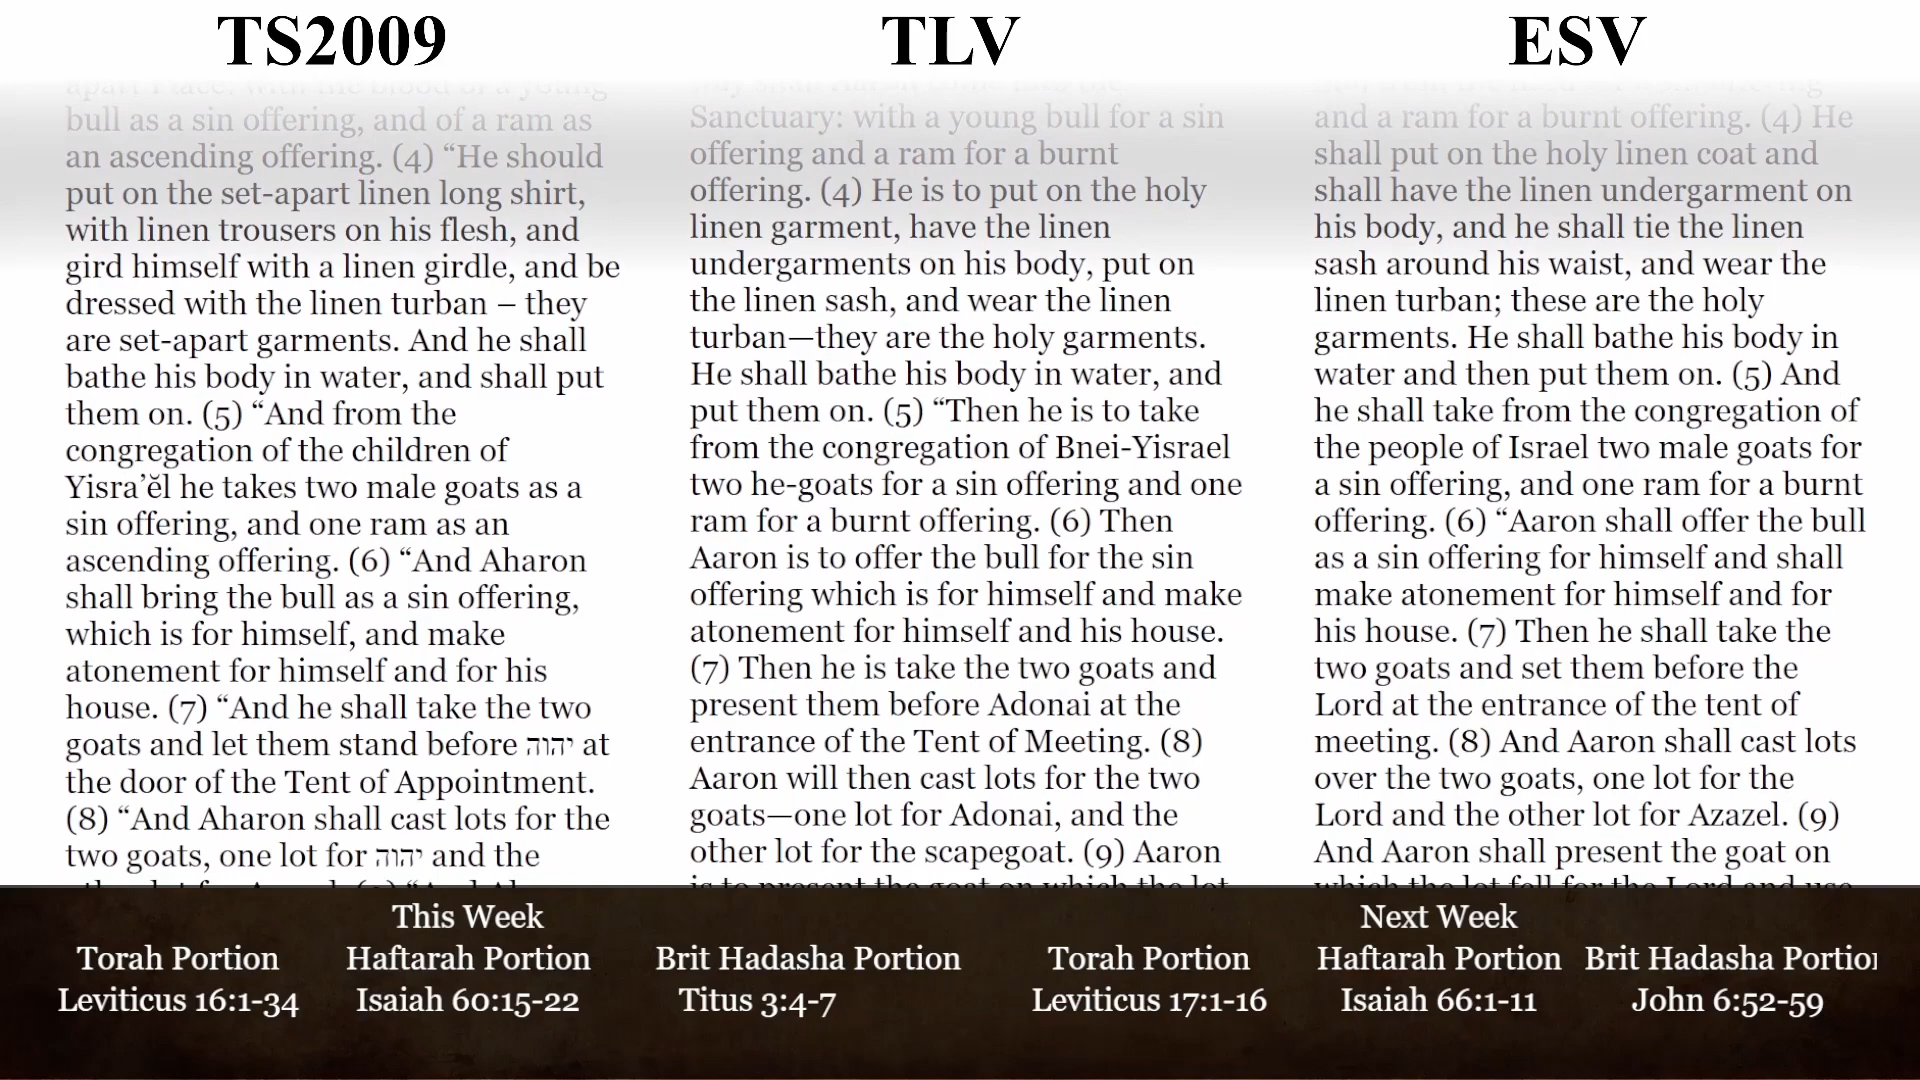 TS2009
bull as a sin offering, and of a ram as
an ascending offering. (4) “He should
put on the set-apart linen long shirt,
with linen trousers on his flesh, and
gird himself with a linen girdle, and be
dressed with the linen turban – they
are set-apart garments. And he shall
bathe his body in water, and shall put
them on. (5) “And from the
congregation of the children of
Yisra’ĕl he takes two male goats as a
sin offering, and one ram as an
ascending offering. (6) “And Aharon
shall bring the bull as a sin offering,
which is for himself, and make
atonement for himself and for his
house. (7) “And he shall take the two
goats and let them stand before יהוה at
the door of the Tent of Appointment.
(8) “And Aharon shall cast lots for the
two goats, one lot for יהוה and the
TLV
Sanctuary: with a young bull for a sin
offering and a ram for a burnt
offering. (4) He is to put on the holy
linen garment, have the linen
undergarments on his body, put on
the linen sash, and wear the linen
turban—they are the holy garments.
He shall bathe his body in water, and
put them on. (5) “Then he is to take
from the congregation of Bnei-Yisrael
two he-goats for a sin offering and one
ram for a burnt offering. (6) Then
Aaron is to offer the bull for the sin
offering which is for himself and make
atonement for himself and his house.
(7) Then he is take the two goats and
present them before Adonai at the
entrance of the Tent of Meeting. (8)
Aaron will then cast lots for the two
goats—one lot for Adonai, and the
other lot for the scapegoat. (9) Aaron
is to present the goat on which the lot
ESV
and a ram for a burnt offering. (4) He
shall put on the holy linen coat and
shall have the linen undergarment on
his body, and he shall tie the linen
sash around his waist, and wear the
linen turban; these are the holy
garments. He shall bathe his body in
water and then put them on. (5) And
he shall take from the congregation of
the people of Israel two male goats for
a sin offering, and one ram for a burnt
offering. (6) “Aaron shall offer the bull
as a sin offering for himself and shall
make atonement for himself and for
his house. (7) Then he shall take the
two goats and set them before the
Lord at the entrance of the tent of
meeting. (8) And Aaron shall cast lots
over the two goats, one lot for the
Lord and the other lot for Azazel. (9)
And Aaron shall present the goat on
which the lot fell for the Lord and use
This Week
Torah Portion Haftarah Portion Brit Hadasha Portion
Leviticus 16:1-34 Isaiah 60:15-22 Titus 3:4-7
Next Week
Torah Portion Haftarah Portion Brit Hadasha Portion
Leviticus 17:1-16 Isaiah 66:1-11 John 6:52-59